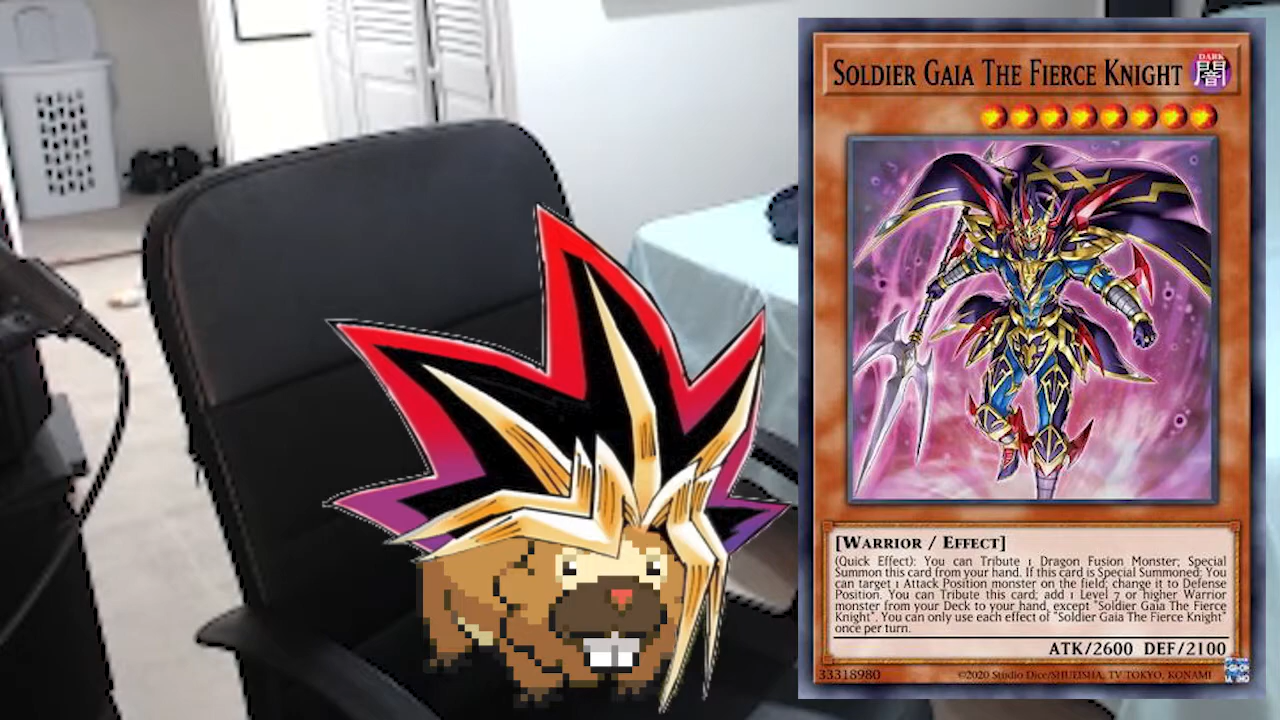 SOLDIER GAIA THE FIERCE KNIGHT
DARK
闇
[WARRIOR / EFFECT]
(Quick Effect): You can Tribute 1 Dragon Fusion Monster; Special
Summon this card from your hand. If this card is Special Summoned: You
can target 1 Attack Position monster on the field; change it to Defense
Position. You can Tribute this card; add 1 Level 7 or higher Warrior
monster from your Deck to your hand, except "Soldier Gaia The Fierce
Knight". You can only use each effect of "Soldier Gaia The Fierce Knight"
once per turn.
ATK/2600 DEF/2100
33318980
©2020 Studio Dice/SHUEISHA, TV TOKYO, KONAMI